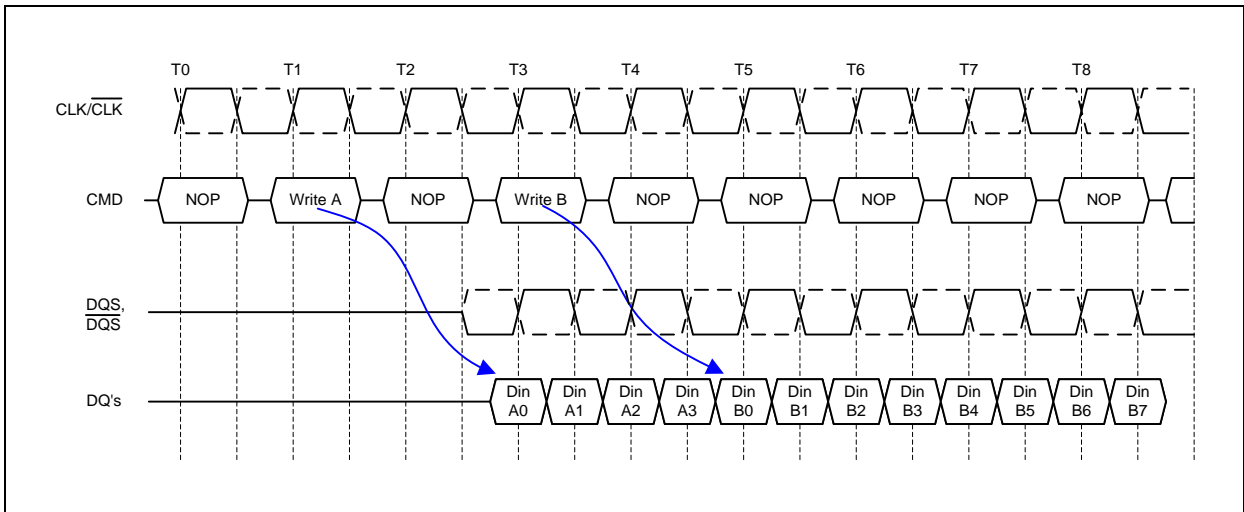 T0 T1 T2 T3 T4 T5 T6 T7 T8
CLK/CLK
CMD NOP Write A NOP Write B NOP NOP NOP NOP NOP
DQS,
DQS
DQ's
Din Din Din Din Din Din Din Din Din Din Din Din
A0 A1 A2 A3 B0 B1 B2 B3 B4 B5 B6 B7